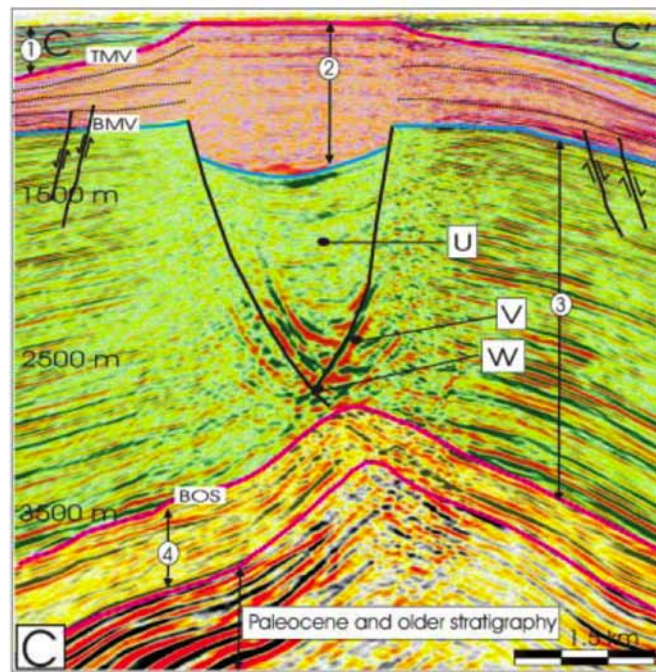 C C'
1
TMV
2
BMV
1500 m
U
3
V
2500 m
W
BOS
3500 m
4
Paleocene and older stratigraphy
C
1.5 km